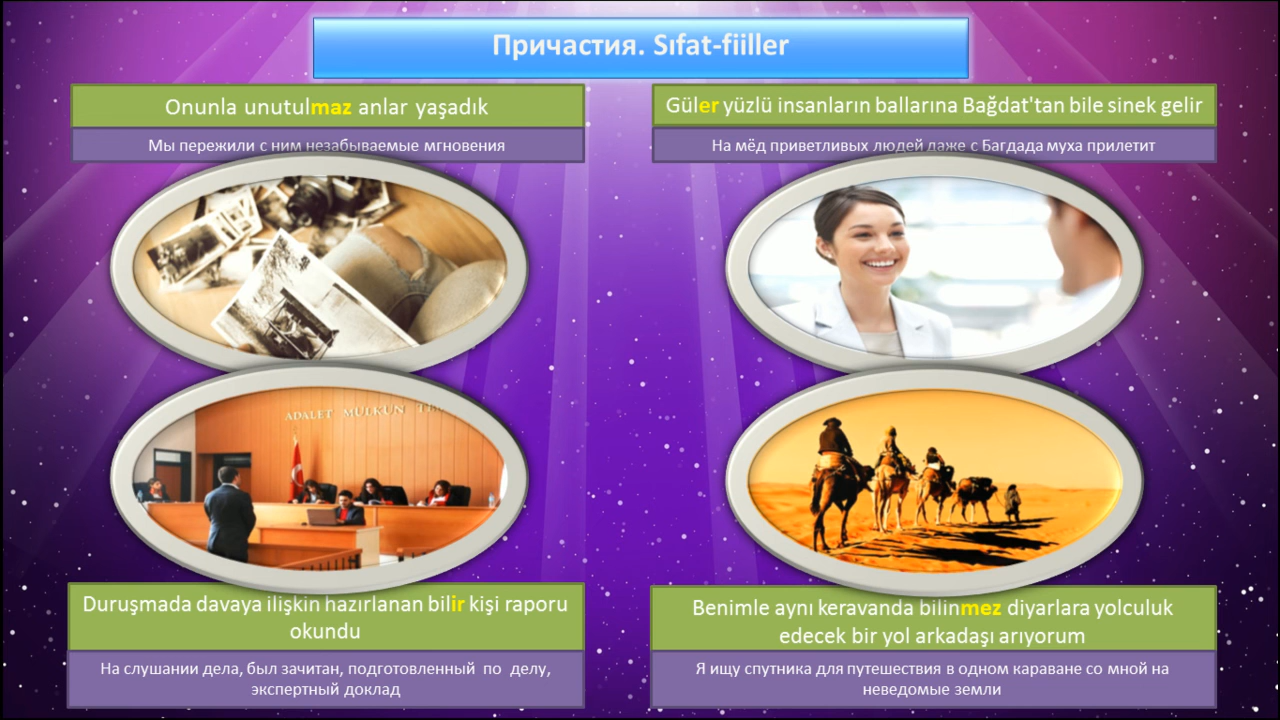 Причастия. Sıfat-fiiller
Onunla unutulmaz anlar yaşadık
Мы пережили с ним незабываемые мгновения
Güler yüzlü insanların ballarına Bağdat'tan bile sinek gelir
На мёд приветливых людей даже с Багдада муха прилетит
ADALET MÜLKÜN
Duruşmada davaya ilişkin hazırlanan bilir kişi raporu
okundu
На слушании дела, был зачитан, подготовленный по делу,
экспертный доклад
Benimle aynı keravanda bilinmez diyarlara yolculuk
edecek bir yol arkadaşı arıyorum
Я ищу спутника для путешествия в одном караване со мной на
неведомые земли